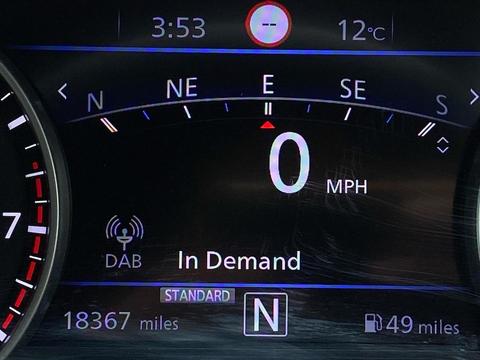 3:53 -- 12°C
N NE E SE S
0 MPH
7
DAB In Demand
STANDARD
18367 miles N 49 miles